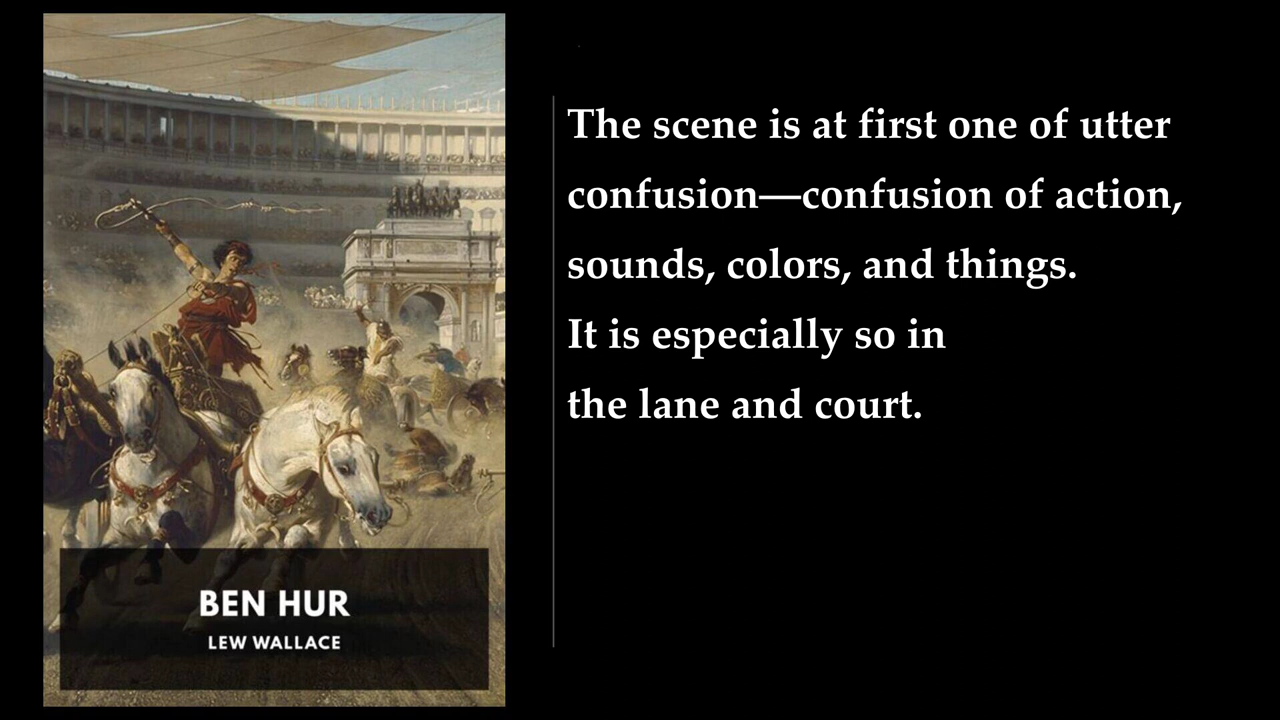 The scene is at first one of utter
confusion—confusion of action,
sounds, colors, and things.
It is especially so in
the lane and court.
BEN HUR
LEW WALLACE